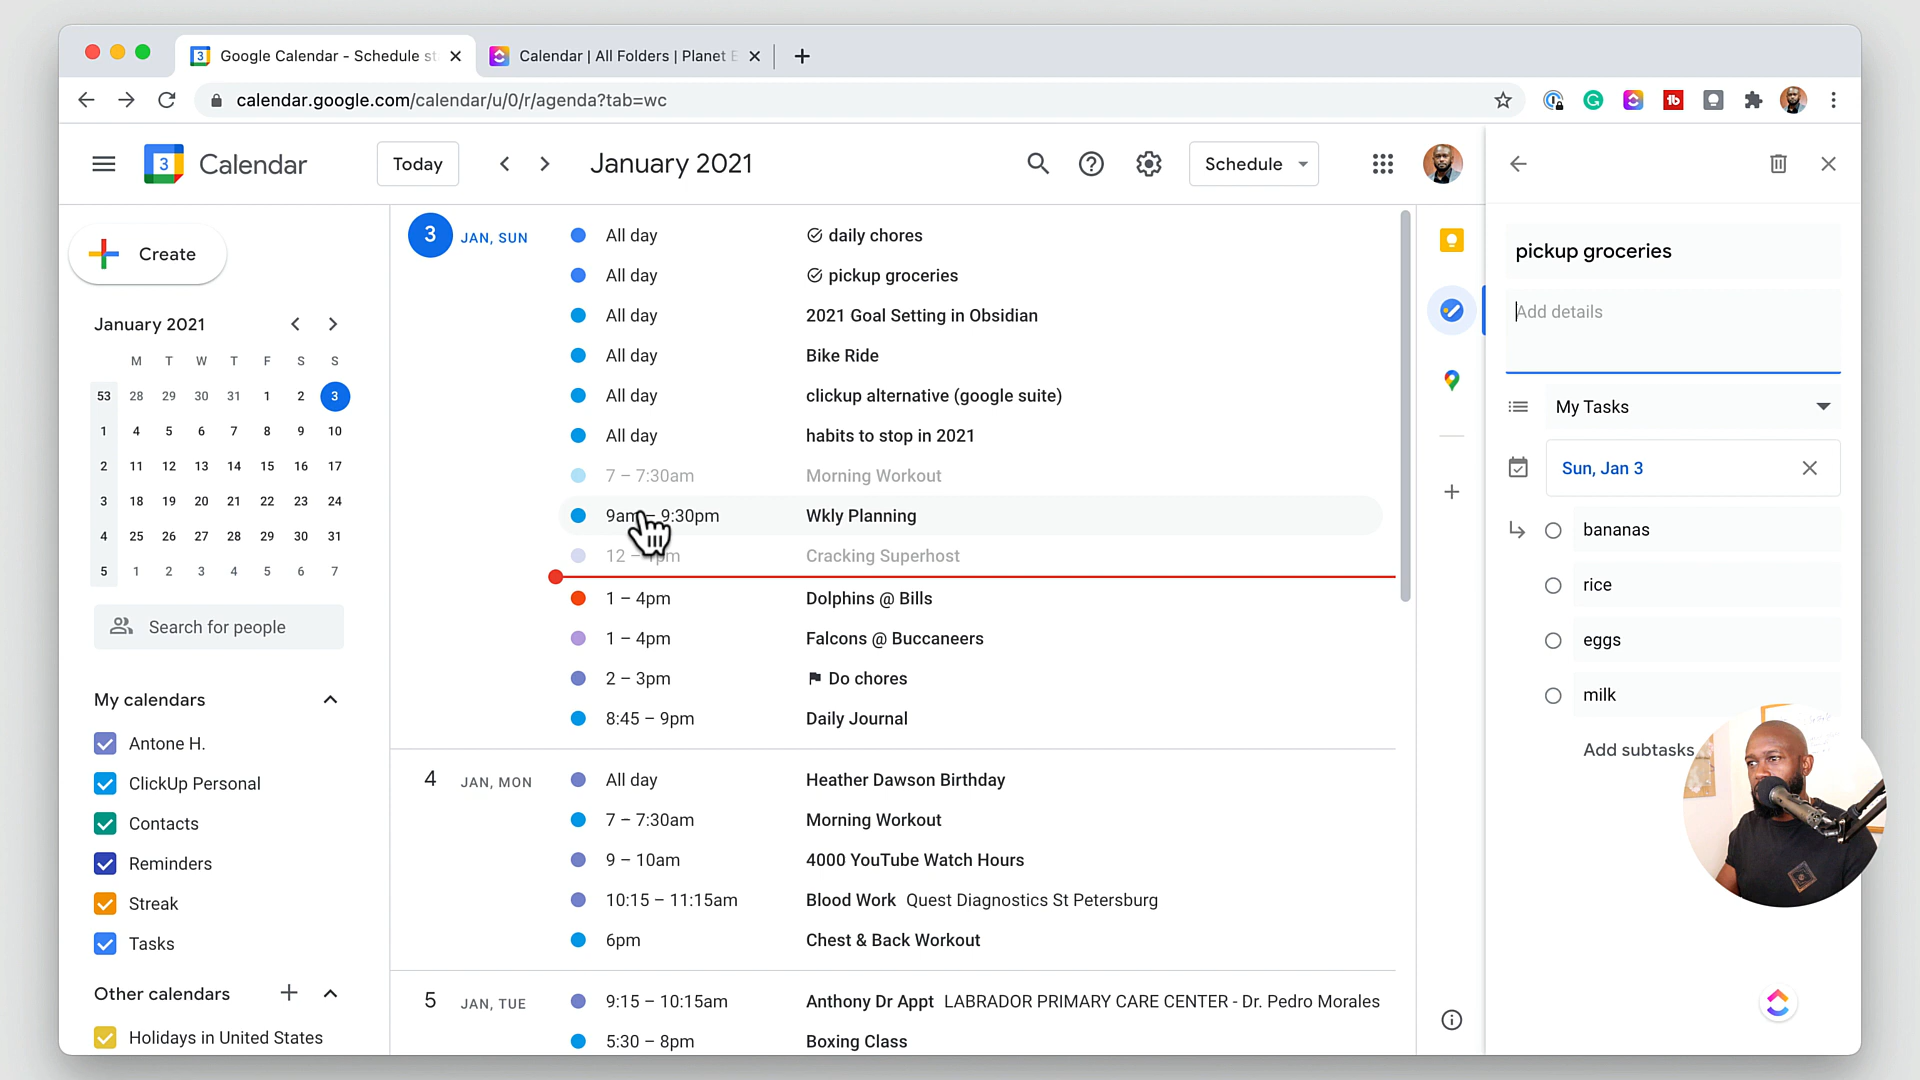 Google Calendar - Schedule st
Calendar | All Folders | Planet E
calendar.google.com/calendar/u/0/r/agenda?tab=wc
3
Calendar
Today
January 2021
Schedule
Create
January 2021
M T W T F S S
53 28 29 30 31 1 2 3
1 4 5 6 7 8 9 10
2 11 12 13 14 15 16 17
3 18 19 20 21 22 23 24
4 25 26 27 28 29 30 31
5 1 2 3 4 5 6 7
Search for people
My calendars
Antone H.
ClickUp Personal
Contacts
Reminders
Streak
Tasks
Other calendars
Holidays in United States
3 JAN, SUN
All day daily chores
All day pickup groceries
All day 2021 Goal Setting in Obsidian
All day Bike Ride
All day clickup alternative (google suite)
All day habits to stop in 2021
7 – 7:30am Morning Workout
9am – 9:30pm Wkly Planning
12 – 1pm Cracking Superhost
1 – 4pm Dolphins @ Bills
1 – 4pm Falcons @ Buccaneers
2 – 3pm Do chores
8:45 – 9pm Daily Journal
4 JAN, MON
All day Heather Dawson Birthday
7 – 7:30am Morning Workout
9 – 10am 4000 YouTube Watch Hours
10:15 – 11:15am Blood Work Quest Diagnostics St Petersburg
6pm Chest & Back Workout
5 JAN, TUE
9:15 – 10:15am Anthony Dr Appt LABRADOR PRIMARY CARE CENTER - Dr. Pedro Morales
5:30 – 8pm Boxing Class
pickup groceries
Add details
My Tasks
Sun, Jan 3
bananas
rice
eggs
milk
Add subtasks